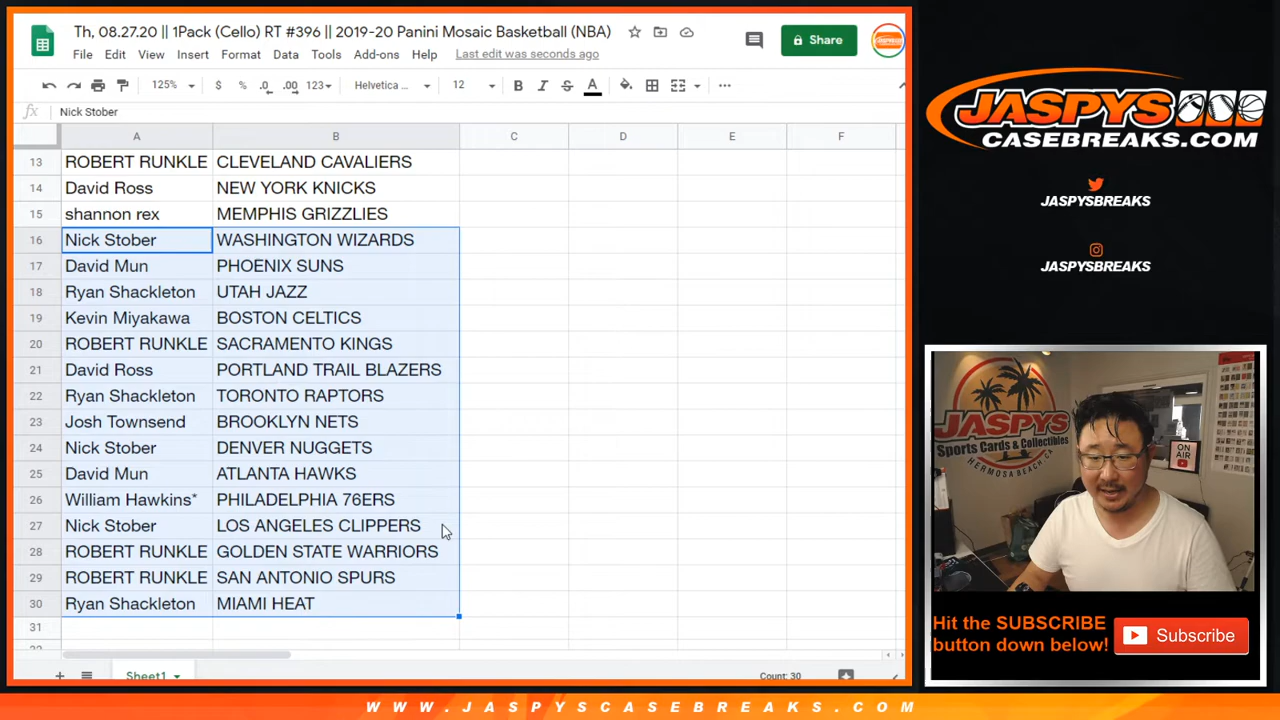 Th, 08.27.20 || 1Pack (Cello) RT #396 || 2019-20 Panini Mosaic Basketball (NBA)
File Edit View Insert Format Data Tools Add-ons Help Last edit was seconds ago
Share
125% $ % .0 .00 123 Helvetica ... 12 B I S A
fx Nick Stober
A B C D E F
13 ROBERT RUNKLE CLEVELAND CAVALIERS
14 David Ross NEW YORK KNICKS
15 shannon rex MEMPHIS GRIZZLIES
16 Nick Stober WASHINGTON WIZARDS
17 David Mun PHOENIX SUNS
18 Ryan Shackleton UTAH JAZZ
19 Kevin Miyakawa BOSTON CELTICS
20 ROBERT RUNKLE SACRAMENTO KINGS
21 David Ross PORTLAND TRAIL BLAZERS
22 Ryan Shackleton TORONTO RAPTORS
23 Josh Townsend BROOKLYN NETS
24 Nick Stober DENVER NUGGETS
25 David Mun ATLANTA HAWKS
26 William Hawkins* PHILADELPHIA 76ERS
27 Nick Stober LOS ANGELES CLIPPERS
28 ROBERT RUNKLE GOLDEN STATE WARRIORS
29 ROBERT RUNKLE SAN ANTONIO SPURS
30 Ryan Shackleton MIAMI HEAT
31
Sheet1
Count: 30
JASPYS
CASEBREAKS.COM
JASPYSBREAKS
JASPYSBREAKS
JASPYS
Sports Cards & Collectibles
HERMOSA BEACH
ON
AIR
Hit the SUBSCRIBE
button down below!
Subscribe
WWW.JASPYSCASEBREAKS.COM